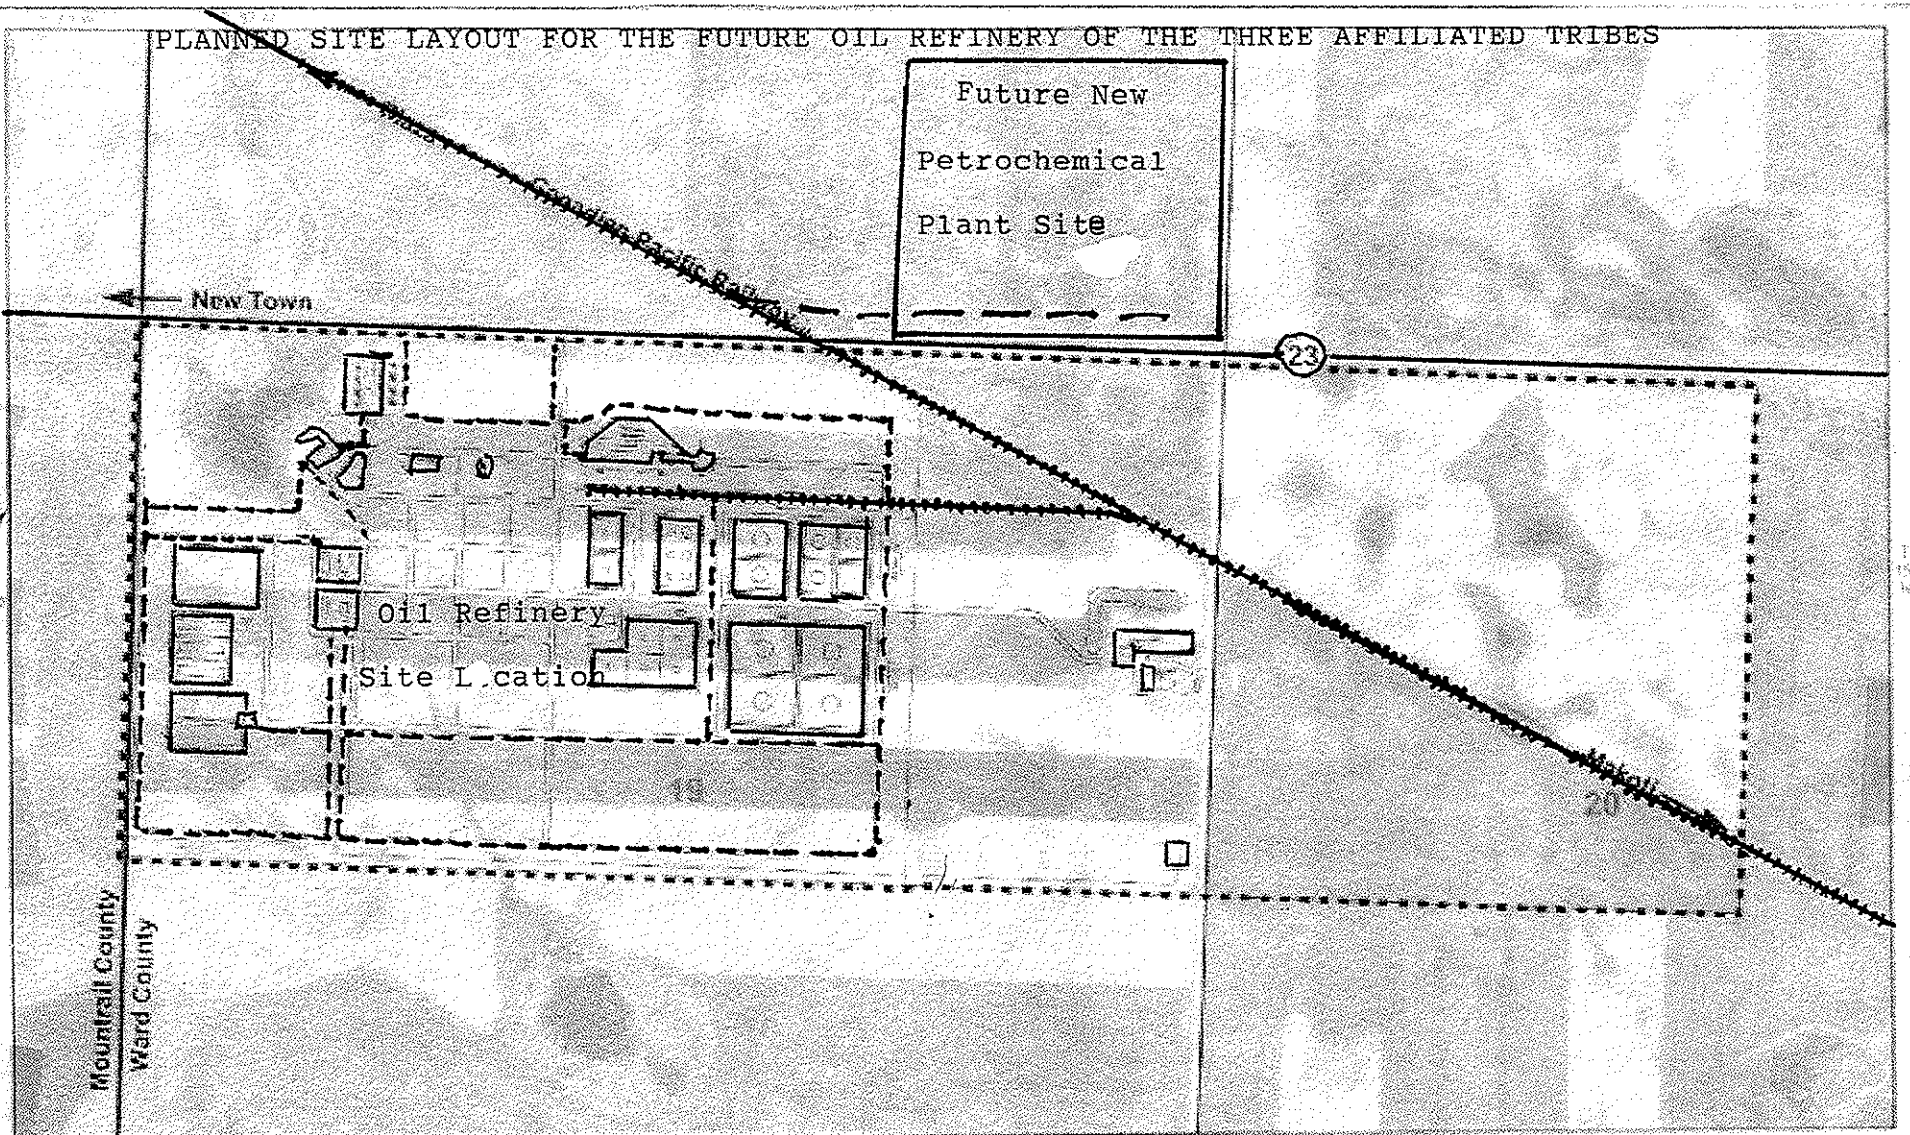 PLANNED SITE LAYOUT FOR THE FUTURE OIL REFINERY OF THE THREE AFFILIATED TRIBES
Future New
Petrochemical
Plant Site
Canadian Pacific
New Town
23
Oil Refinery
Site L.cation
19
20
Makoti
Mountrail County
Ward County